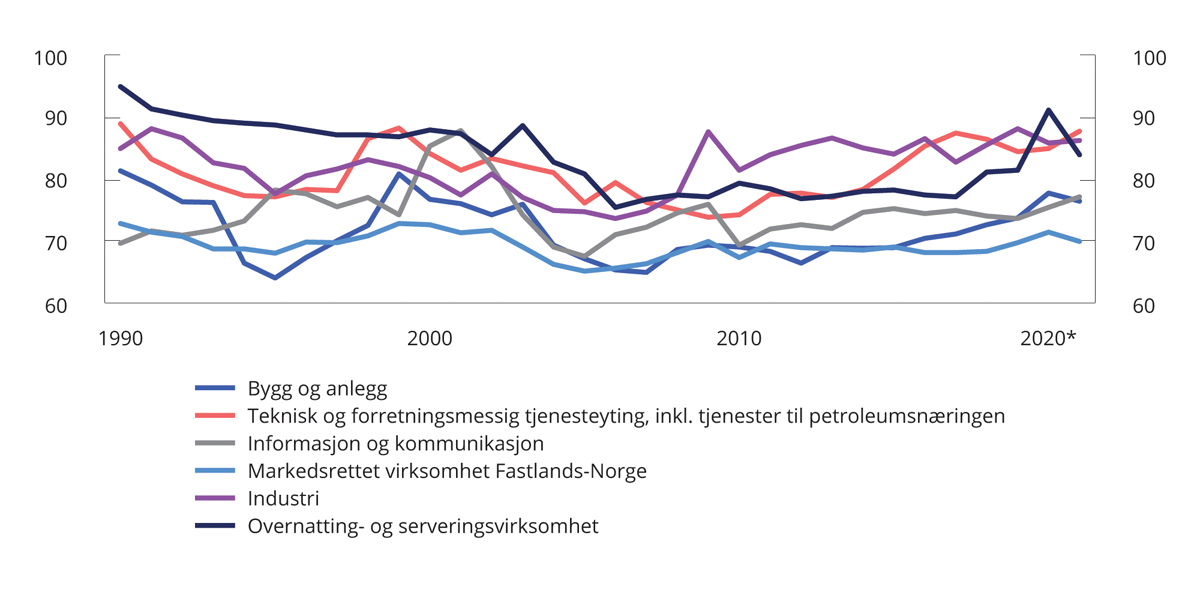 100 100
90 90
80 80
70 70
60 60
1990 2000 2010 2020*
Bygg og anlegg
Teknisk og forretningsmessig tjenesteyting, inkl. tjenester til petroleumsnæringen
Informasjon og kommunikasjon
Markedsrettet virksomhet Fastlands-Norge
Industri
Overnatting- og serveringsvirksomhet